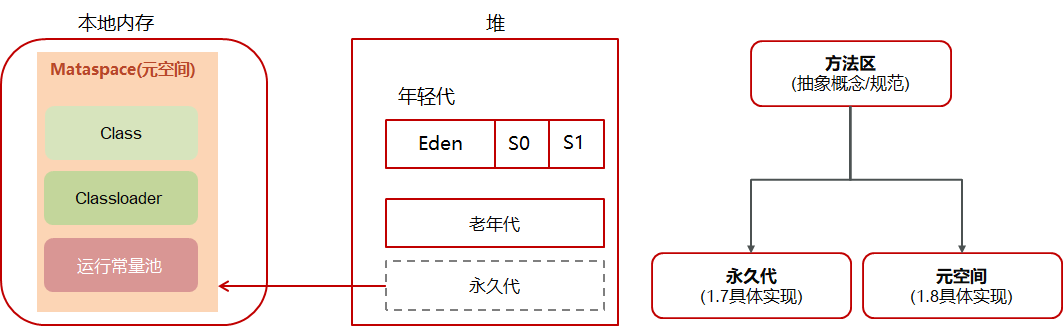 本地内存
Mataspace(元空间)
Class
Classloader
运行常量池
堆
年轻代
Eden
S0
S1
老年代
永久代
方法区
(抽象概念/规范)
永久代
(1.7具体实现)
元空间
(1.8具体实现)